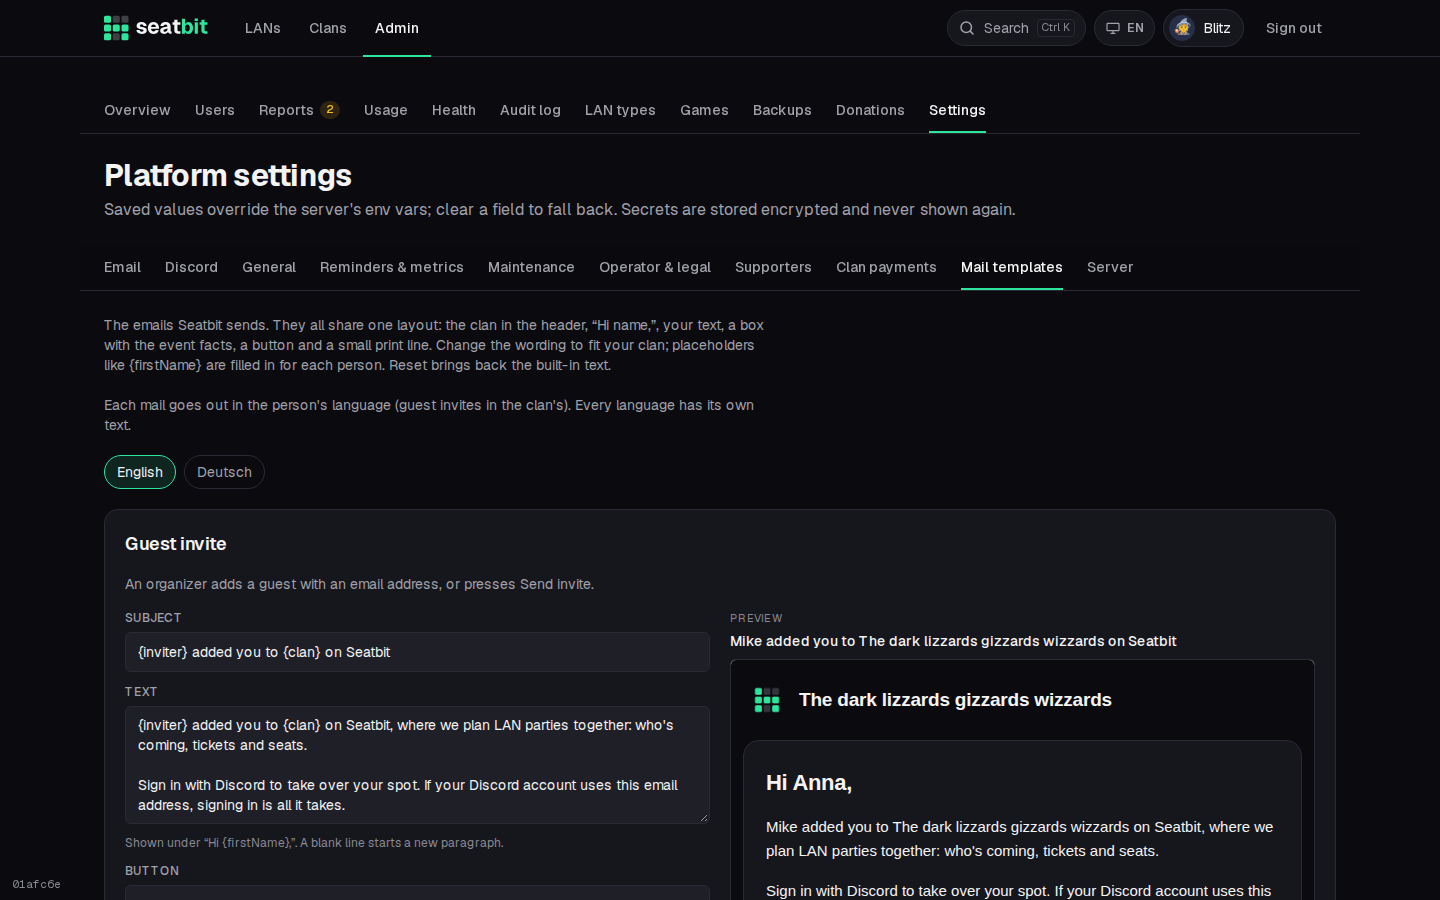 seatbit
LANs
Clans
Admin
Search Ctrl K
EN
Blitz
Sign out
Overview
Users
Reports 2
Usage
Health
Audit log
LAN types
Games
Backups
Donations
Settings
Platform settings
Saved values override the server's env vars; clear a field to fall back. Secrets are stored encrypted and never shown again.
Email
Discord
General
Reminders & metrics
Maintenance
Operator & legal
Supporters
Clan payments
Mail templates
Server
The emails Seatbit sends. They all share one layout: the clan in the header, “Hi name,”, your text, a box
with the event facts, a button and a small print line. Change the wording to fit your clan; placeholders
like {firstName} are filled in for each person. Reset brings back the built-in text.
Each mail goes out in the person's language (guest invites in the clan's). Every language has its own
text.
English
Deutsch
Guest invite
An organizer adds a guest with an email address, or presses Send invite.
SUBJECT
{inviter} added you to {clan} on Seatbit
TEXT
{inviter} added you to {clan} on Seatbit, where we plan LAN parties together: who's
coming, tickets and seats.
Sign in with Discord to take over your spot. If your Discord account uses this email
address, signing in is all it takes.
Shown under “Hi {firstName},”. A blank line starts a new paragraph.
BUTTON
PREVIEW
Mike added you to The dark lizzards gizzards wizzards on Seatbit
The dark lizzards gizzards wizzards
Hi Anna,
Mike added you to The dark lizzards gizzards wizzards on Seatbit, where we
plan LAN parties together: who's coming, tickets and seats.
Sign in with Discord to take over your spot. If your Discord account uses this
01afc6e